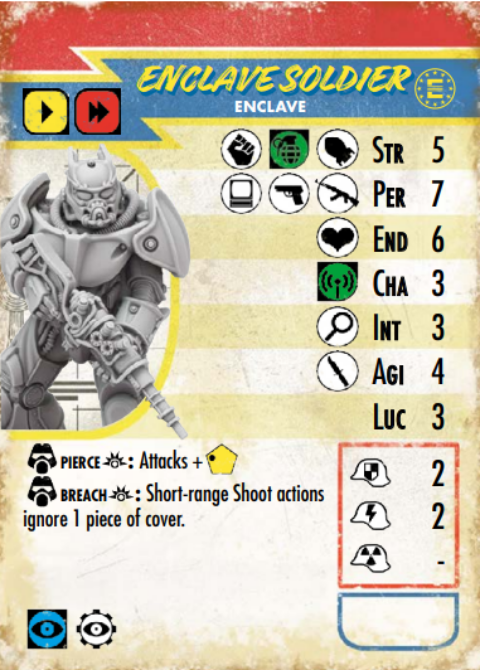 ENCLAVE SOLDIER
ENCLAVE
E
STR 5
PER 7
END 6
CHA 3
INT 3
AGI 4
LUC 3
PIERCE: Attacks +
BREACH: Short-range Shoot actions
ignore 1 piece of cover.
2
2
-